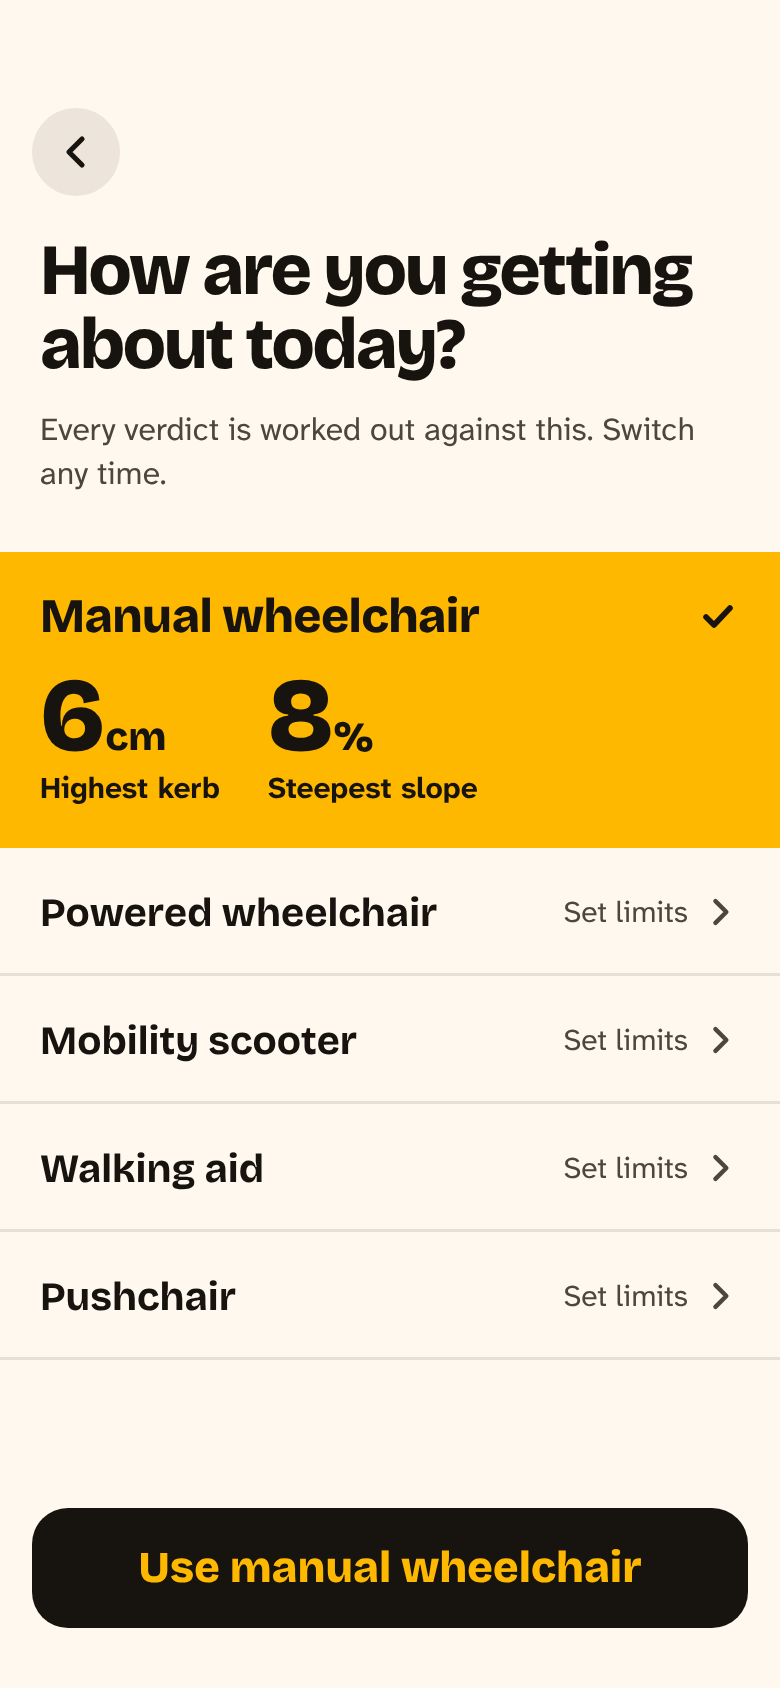 How are you getting
about today?
Every verdict is worked out against this. Switch
any time.
Manual wheelchair
6cm 8%
Highest kerb Steepest slope
Powered wheelchair Set limits
Mobility scooter Set limits
Walking aid Set limits
Pushchair Set limits
Use manual wheelchair